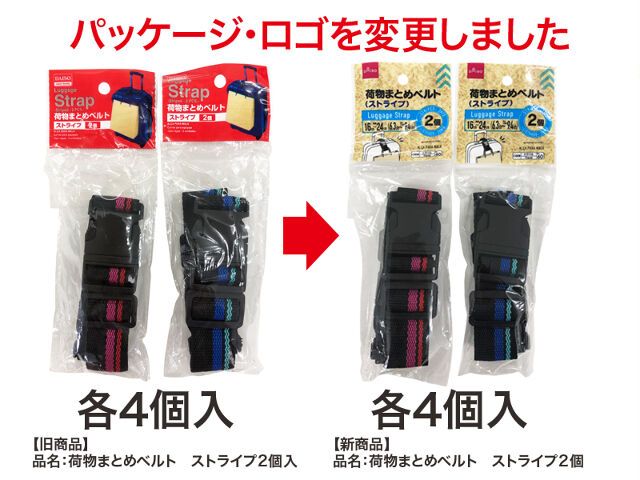 パッケージ・ロゴを変更しました
DAISO
Luggage
Strap
荷物まとめベルト
ストライプ 2個
DAISO
Luggage
Strap
荷物まとめベルト
ストライプ 2個
DAISO
荷物まとめベルト
(ストライプ)
Luggage Strap
2個
DAISO
荷物まとめベルト
(ストライプ)
Luggage Strap
2個
各4個入
各4個入
【旧商品】
品名：荷物まとめベルト　ストライプ2個入
【新商品】
品名：荷物まとめベルト　ストライプ2個